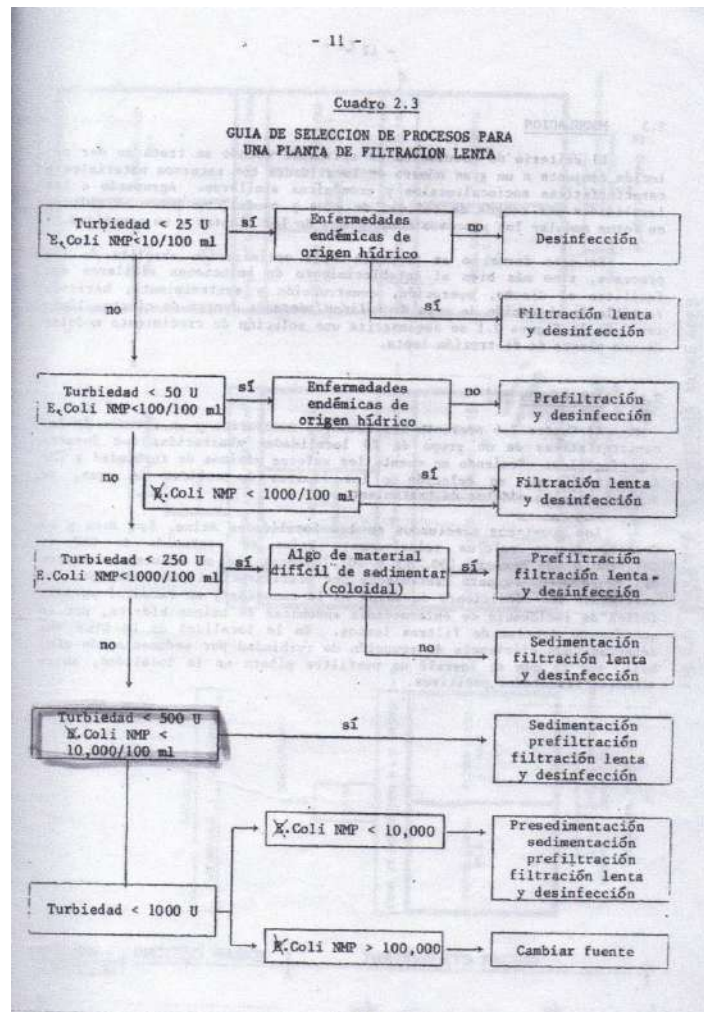 - 11 -
Cuadro 2.3
GUIA DE SELECCION DE PROCESOS PARA
UNA PLANTA DE FILTRACION LENTA
Turbiedad < 25 U
E.Coli NMP<10/100 ml
sí
Enfermedades
endémicas de
origen hídrico
no
Desinfección
sí
Filtración lenta
y desinfección
no
Turbiedad < 50 U
E.Coli NMP<100/100 ml
sí
Enfermedades
endémicas de
origen hídrico
no
Prefiltración
y desinfección
sí
Filtración lenta
y desinfección
no
E.Coli NMP < 1000/100 ml
Turbiedad < 250 U
E.Coli NMP<1000/100 ml
sí
Algo de material
difícil de sedimentar
(coloidal)
sí
Prefiltración
filtración lenta
y desinfección
no
no
Sedimentación
filtración lenta
y desinfección
Turbiedad < 500 U
E.Coli NMP <
10,000/100 ml
sí
Sedimentación
prefiltración
filtración lenta
y desinfección
E.Coli NMP < 10,000
Presedimentación
sedimentación
prefiltración
filtración lenta
y desinfección
Turbiedad < 1000 U
E.Coli NMP > 100,000
Cambiar fuente